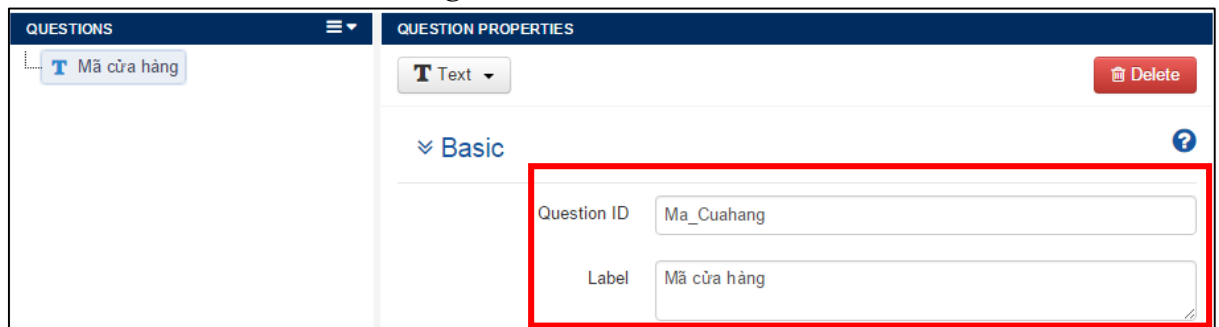 QUESTIONS
T Mã cửa hàng
QUESTION PROPERTIES
T Text
Delete
Basic
Question ID Ma_Cuahang
Label Mã cửa hàng